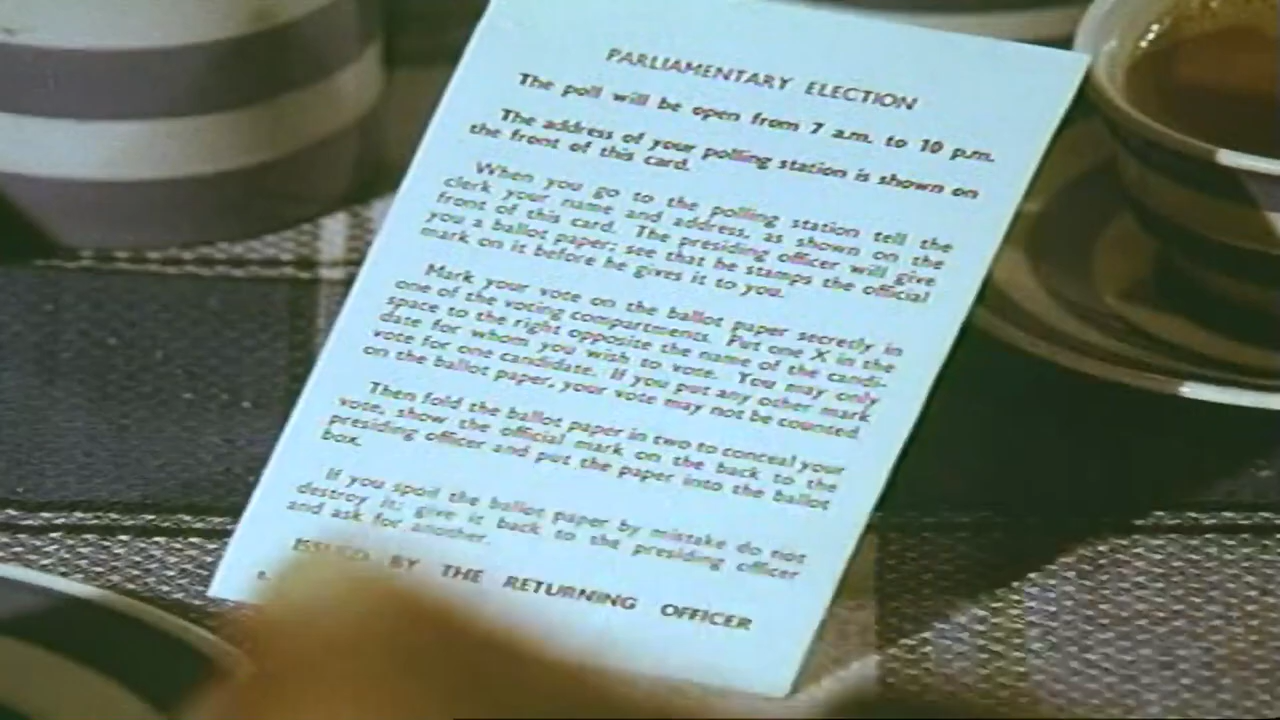 PARLIAMENTARY ELECTION
The poll will be open from 7 a.m. to 10 p.m.
The address of your polling station is shown on
the front of this card.
When you go to the polling station tell the
clerk your name and address, as shown on the
front of this card. The presiding officer will give
you a ballot paper; see that he stamps the official
mark on it before he gives it to you.
Mark your vote on the ballot paper secretly in
one of the voting compartments. Put one X in the
space to the right opposite the name of the candi-
date for whom you wish to vote. You may only
vote for one candidate. If you put any other mark
on the ballot paper, your vote may not be counted.
Then fold the ballot paper in two to conceal your
vote, show the official mark on the back to the
presiding officer and put the paper into the ballot
box.
If you spoil the ballot paper by mistake do not
destroy it; give it back to the presiding officer
and ask for another.
ISSUED BY THE RETURNING OFFICER